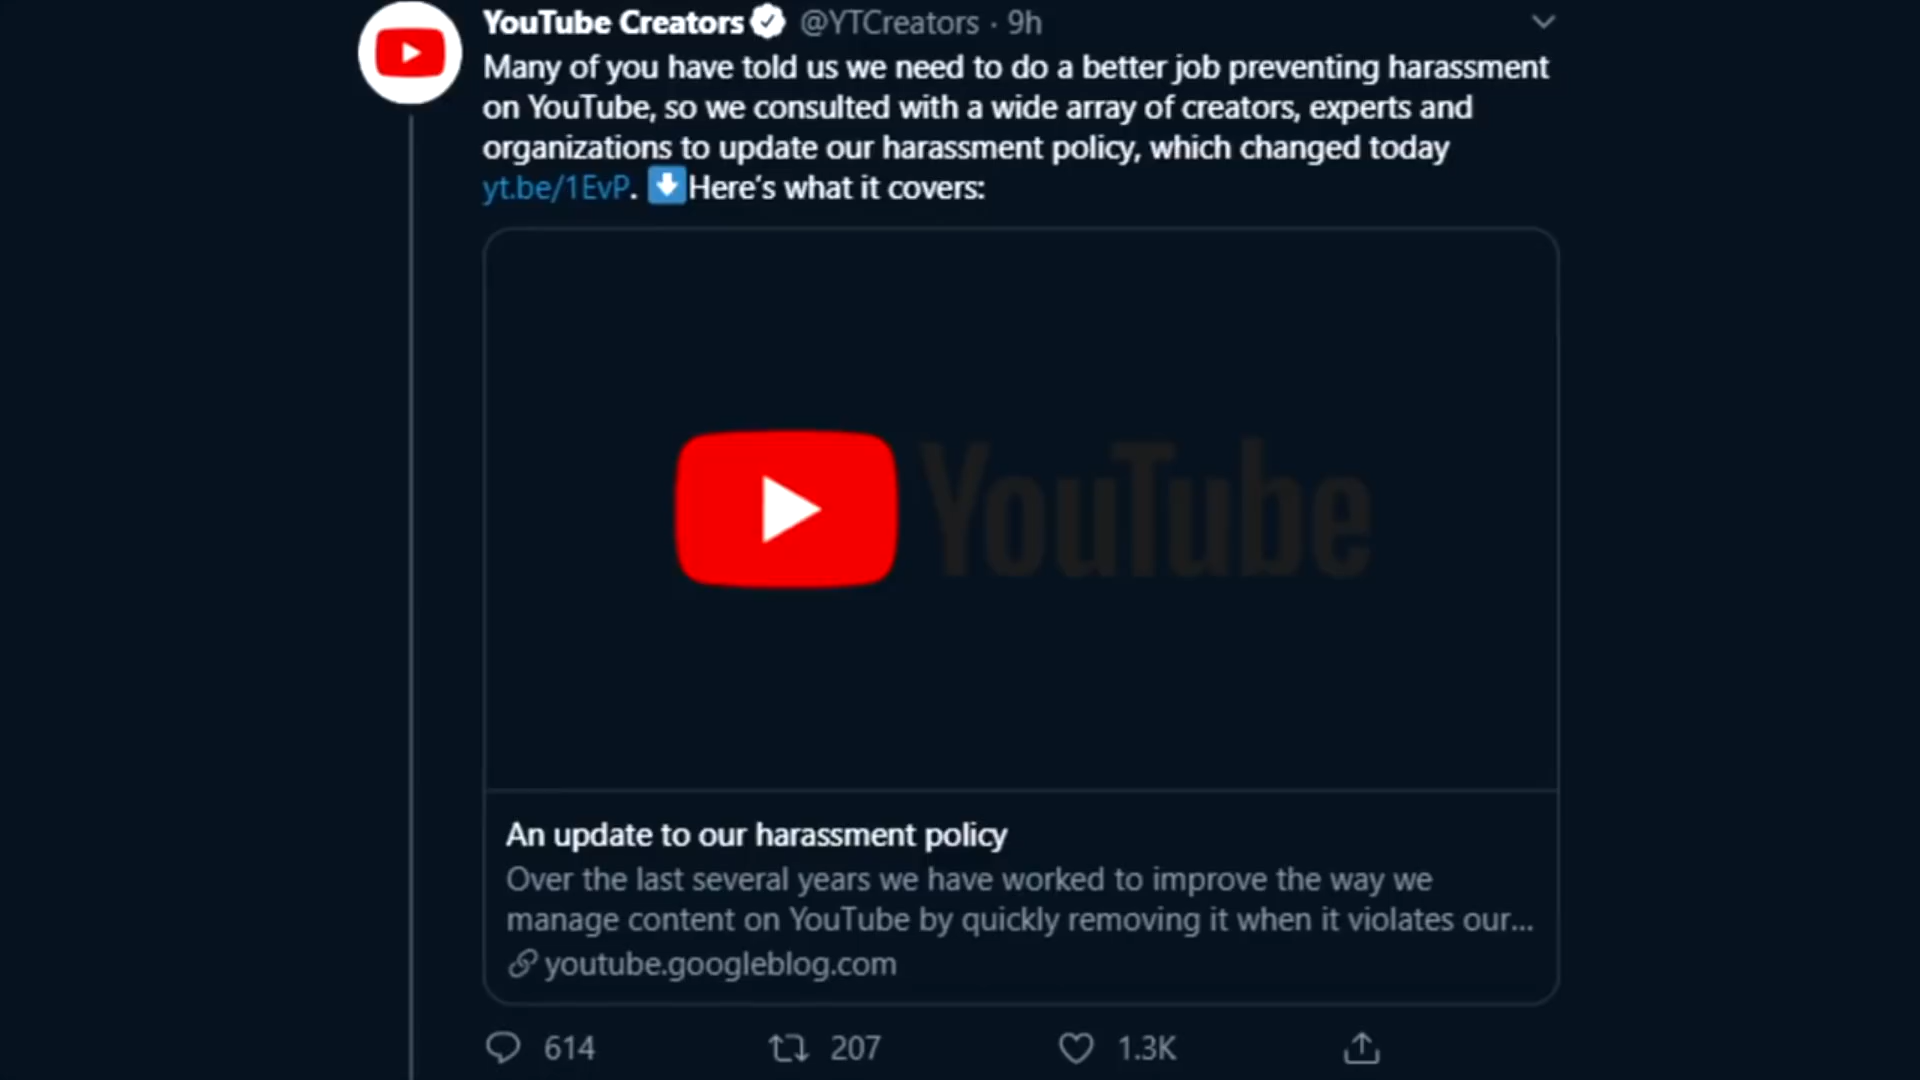 YouTube Creators @YTCreators · 9h
Many of you have told us we need to do a better job preventing harassment
on YouTube, so we consulted with a wide array of creators, experts and
organizations to update our harassment policy, which changed today
yt.be/1EvP. ⬇Here's what it covers:
YouTube
An update to our harassment policy
Over the last several years we have worked to improve the way we
manage content on YouTube by quickly removing it when it violates our...
youtube.googleblog.com
614 207 1.3K